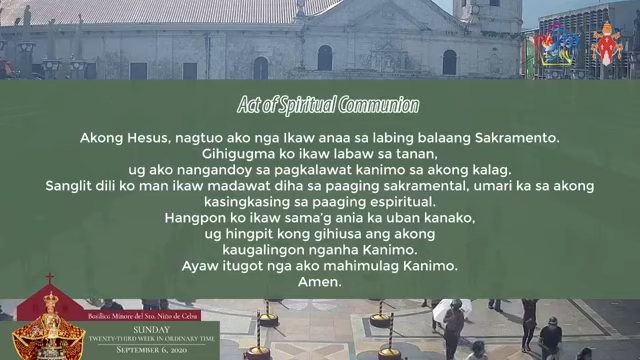 Act of Spiritual Communion
Akong Hesus, nagtuo ako nga Ikaw anaa sa labing balaang Sakramento.
Gihigugma ko ikaw labaw sa tanan,
ug ako nangandoy sa pagkalawat kanimo sa akong kalag.
Sanglit dili ko man ikaw madawat diha sa paaging sakramental, umari ka sa akong
kasingkasing sa paaging espiritual.
Hangpon ko ikaw sama'g ania ka uban kanako,
ug hingpit kong gihiusa ang akong
kaugalingon nganha Kanimo.
Ayaw itugot nga ako mahimulag Kanimo.
Amen.
Basilica Minore del Sto. Niño de Cebu
SUNDAY
TWENTY-THIRD WEEK IN ORDINARY TIME
SEPTEMBER 6, 2020